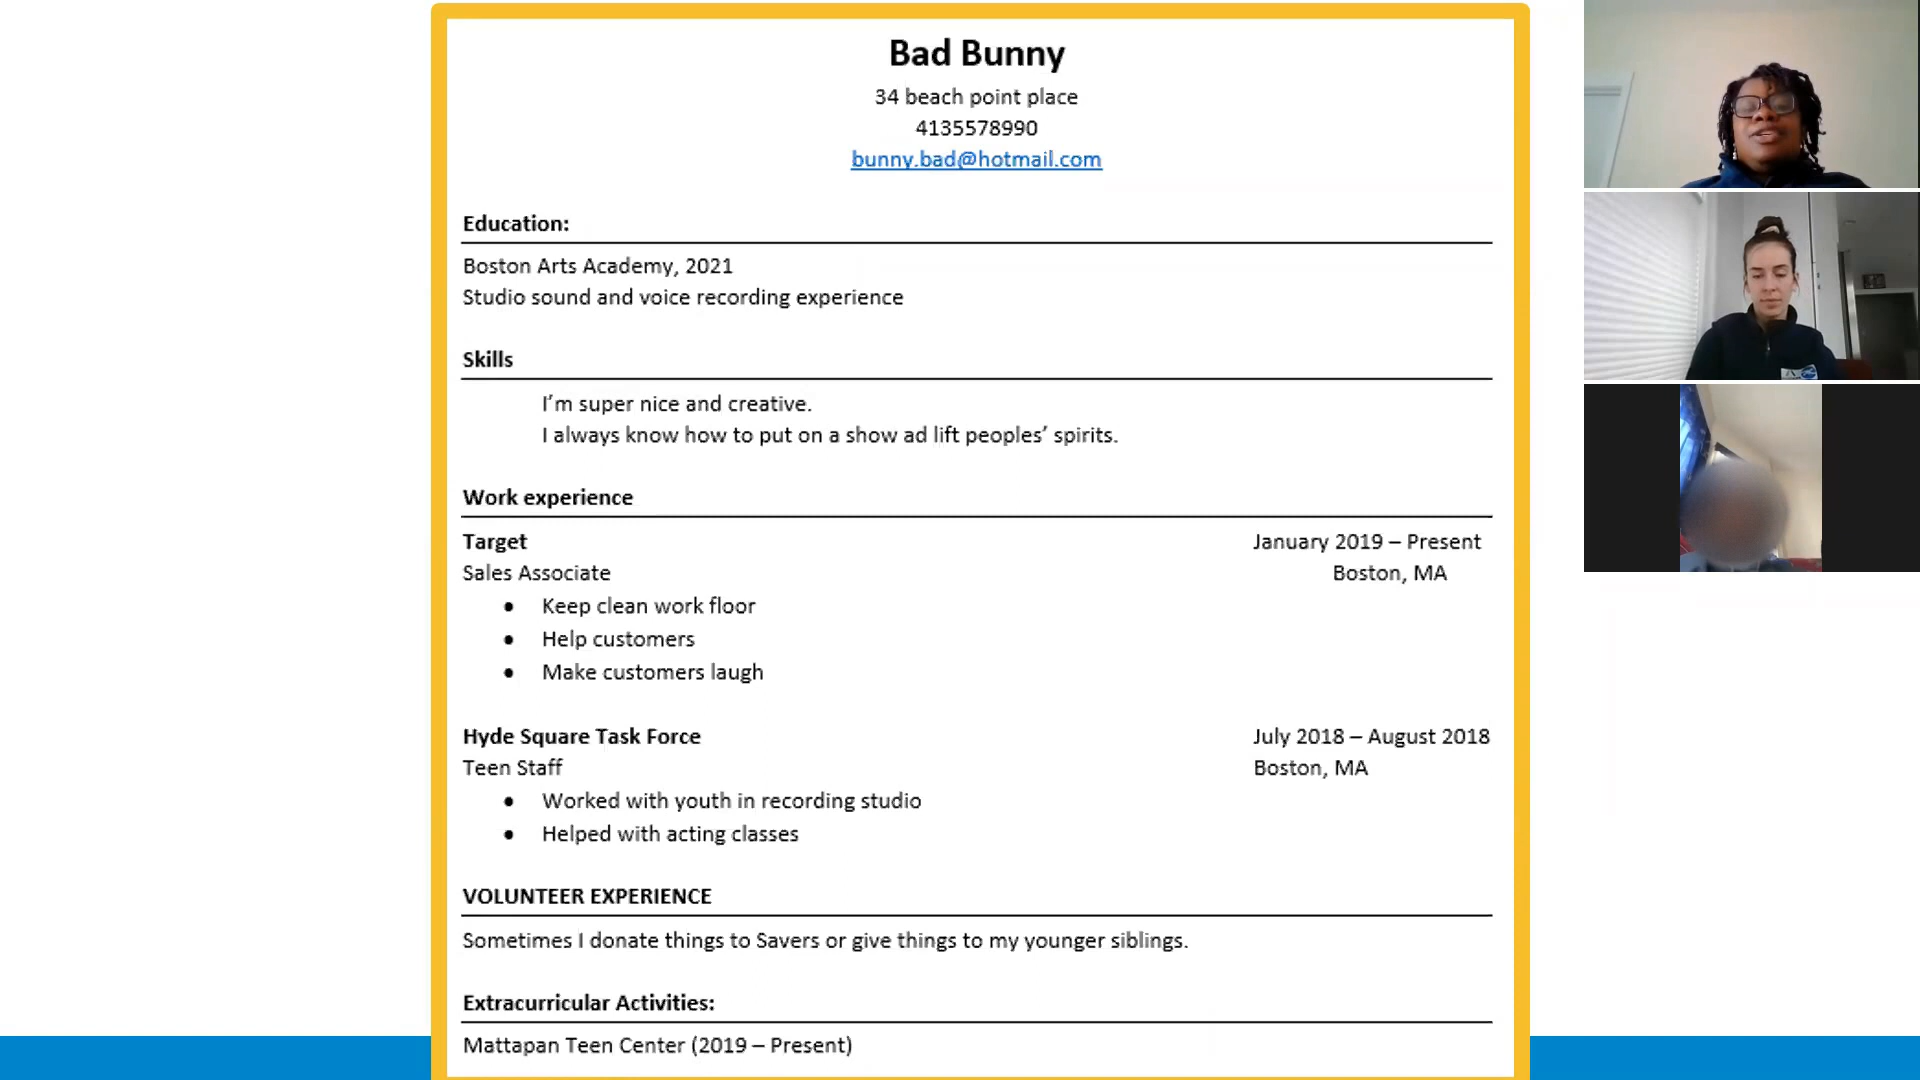 Bad Bunny
34 beach point place
4135578990
bunny.bad@hotmail.com
Education:
Boston Arts Academy, 2021
Studio sound and voice recording experience
Skills
I’m super nice and creative.
I always know how to put on a show ad lift peoples’ spirits.
Work experience
Target January 2019 – Present
Sales Associate Boston, MA
• Keep clean work floor
• Help customers
• Make customers laugh
Hyde Square Task Force July 2018 – August 2018
Teen Staff Boston, MA
• Worked with youth in recording studio
• Helped with acting classes
VOLUNTEER EXPERIENCE
Sometimes I donate things to Savers or give things to my younger siblings.
Extracurricular Activities:
Mattapan Teen Center (2019 – Present)